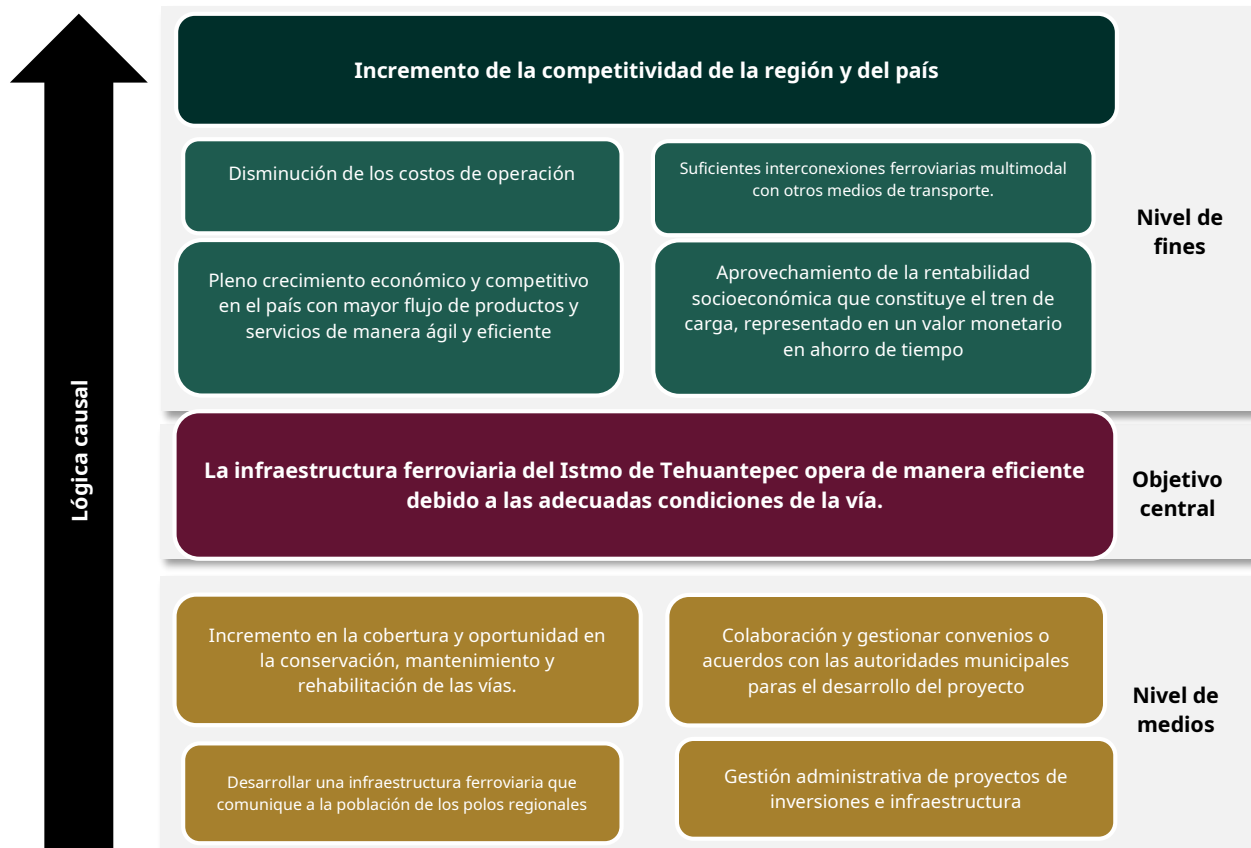 Incremento de la competitividad de la región y del país
Disminución de los costos de operación
Suficientes interconexiones ferroviarias multimodal
con otros medios de transporte.
Pleno crecimiento económico y competitivo
en el país con mayor flujo de productos y
servicios de manera ágil y eficiente
Aprovechamiento de la rentabilidad
socioeconómica que constituye el tren de
carga, representado en un valor monetario
en ahorro de tiempo
Nivel de
fines
Lógica causal
La infraestructura ferroviaria del Istmo de Tehuantepec opera de manera eficiente
debido a las adecuadas condiciones de la vía.
Objetivo
central
Incremento en la cobertura y oportunidad en
la conservación, mantenimiento y
rehabilitación de las vías.
Colaboración y gestionar convenios o
acuerdos con las autoridades municipales
paras el desarrollo del proyecto
Desarrollar una infraestructura ferroviaria que
comunique a la población de los polos regionales
Gestión administrativa de proyectos de
inversiones e infraestructura
Nivel de
medios